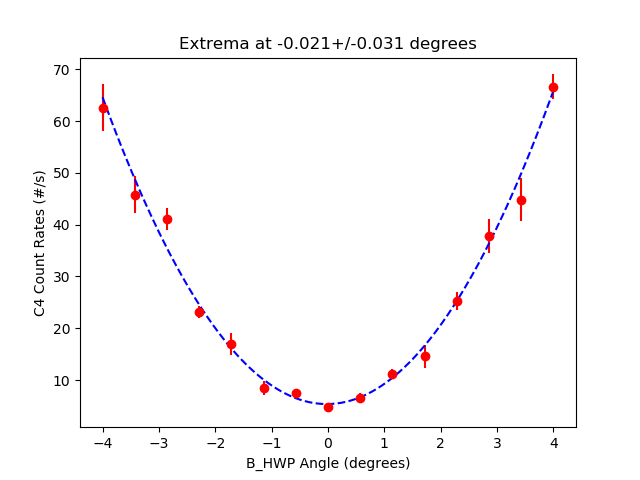 Extrema at -0.021+/-0.031 degrees
70
60
50
40
30
20
10
C4 Count Rates (#/s)
−4 −3 −2 −1 0 1 2 3 4
B_HWP Angle (degrees)